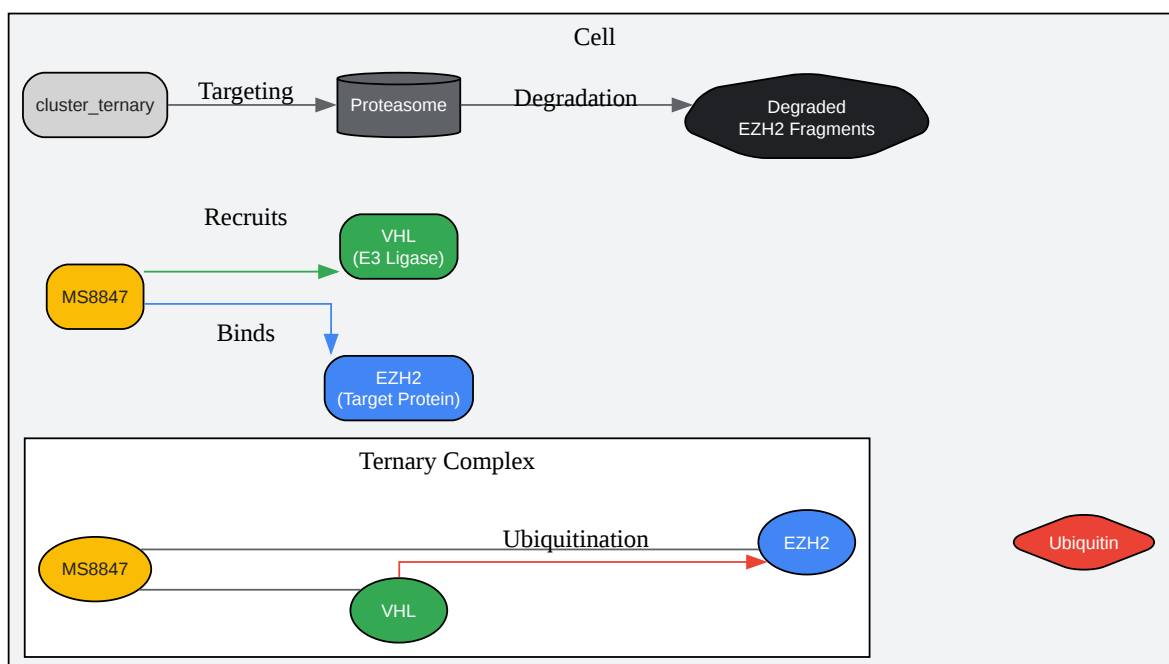 Cell
cluster_ternary
Targeting
Proteasome
Degradation
Degraded
EZH2 Fragments
Recruits
VHL
(E3 Ligase)
MS8847
Binds
EZH2
(Target Protein)
Ternary Complex
Ubiquitination
EZH2
Ubiquitin
MS8847
VHL